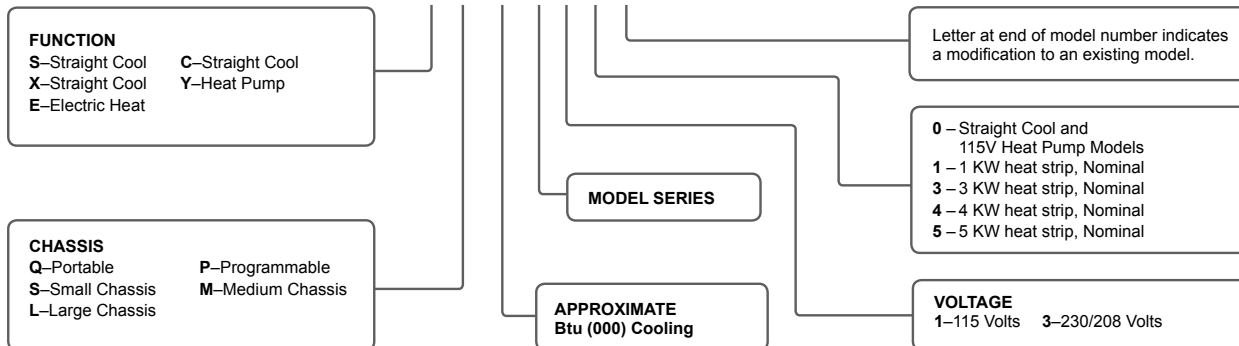 FUNCTION
S–Straight Cool C–Straight Cool
X–Straight Cool Y–Heat Pump
E–Electric Heat
CHASSIS
Q–Portable P–Programmable
S–Small Chassis M–Medium Chassis
L–Large Chassis
MODEL SERIES
APPROXIMATE
Btu (000) Cooling
Letter at end of model number indicates
a modification to an existing model.
0 – Straight Cool and
115V Heat Pump Models
1 – 1 KW heat strip, Nominal
3 – 3 KW heat strip, Nominal
4 – 4 KW heat strip, Nominal
5 – 5 KW heat strip, Nominal
VOLTAGE
1–115 Volts 3–230/208 Volts